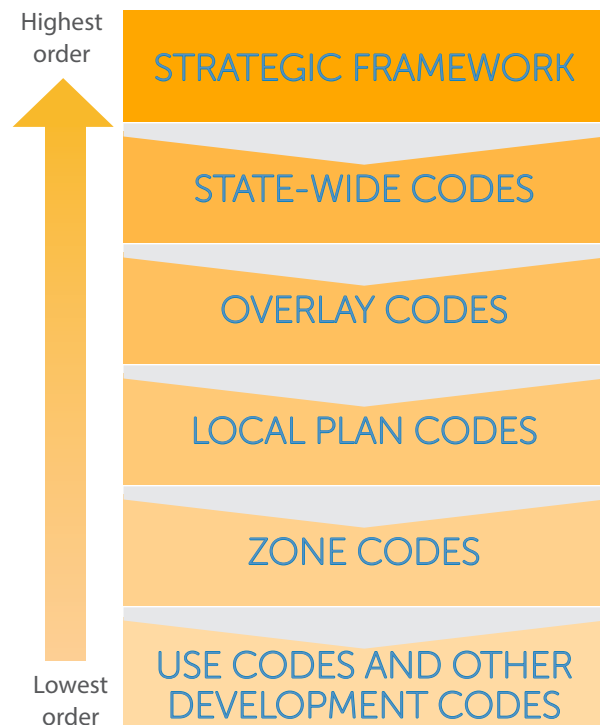 Highest
order
STRATEGIC FRAMEWORK
STATE-WIDE CODES
OVERLAY CODES
LOCAL PLAN CODES
ZONE CODES
USE CODES AND OTHER
DEVELOPMENT CODES
Lowest
order